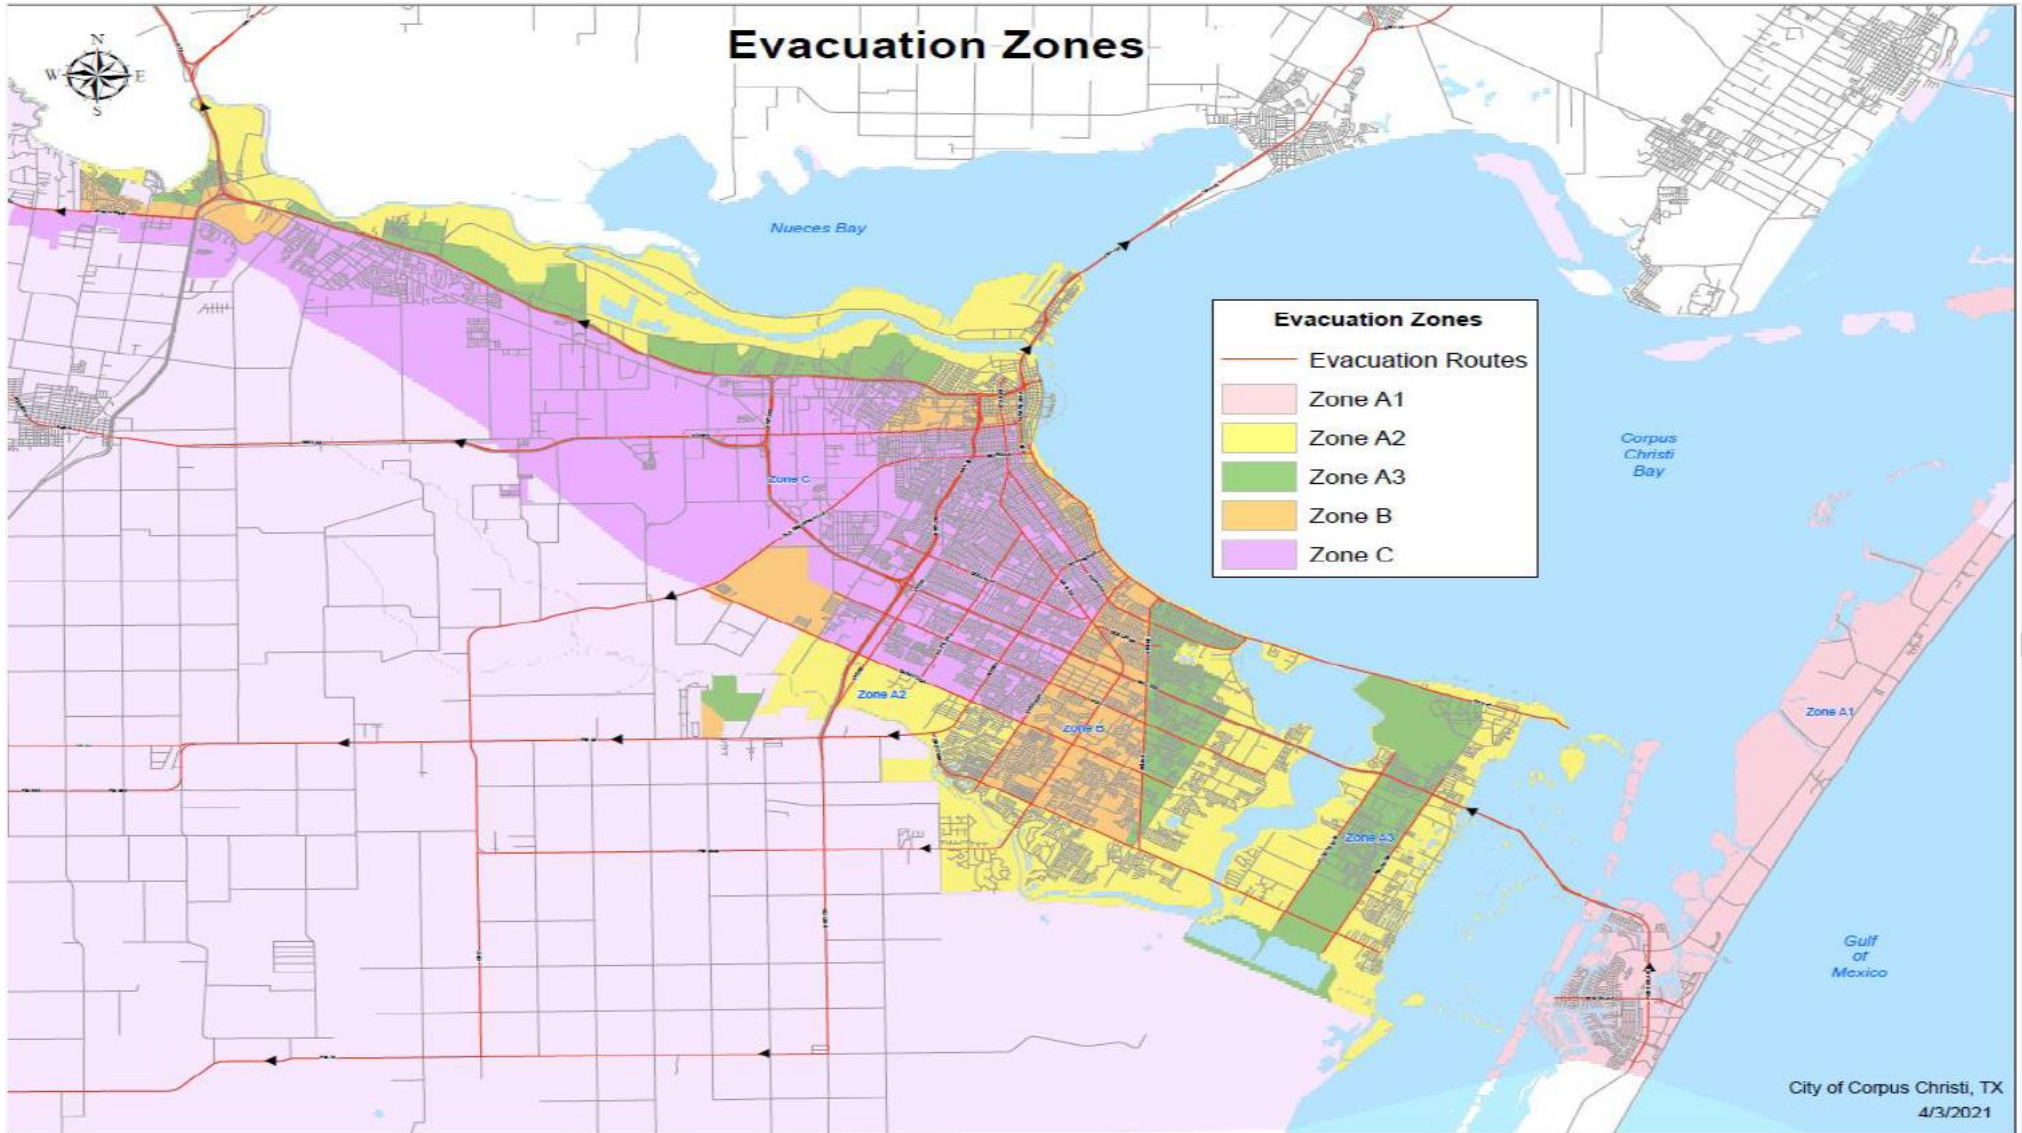 Evacuation Zones
N
W E
S
Nueces Bay
Evacuation Zones
Evacuation Routes
Zone A1
Zone A2
Zone A3
Zone B
Zone C
Corpus
Christi
Bay
Zone C
Zone A2
Zone B
Zone A1
Zone A3
Gulf
of
Mexico
City of Corpus Christi, TX
4/3/2021